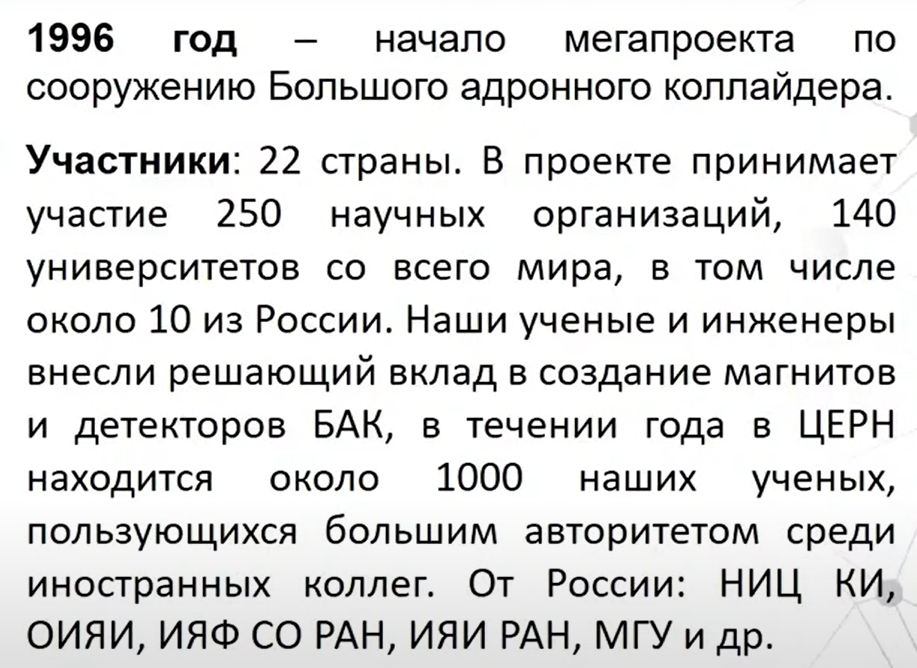 1996 год – начало мегапроекта по
сооружению Большого адронного коллайдера.
Участники: 22 страны. В проекте принимает
участие 250 научных организаций, 140
университетов со всего мира, в том числе
около 10 из России. Наши ученые и инженеры
внесли решающий вклад в создание магнитов
и детекторов БАК, в течении года в ЦЕРН
находится около 1000 наших ученых,
пользующихся большим авторитетом среди
иностранных коллег. От России: НИЦ КИ,
ОИЯИ, ИЯФ СО РАН, ИЯИ РАН, МГУ и др.